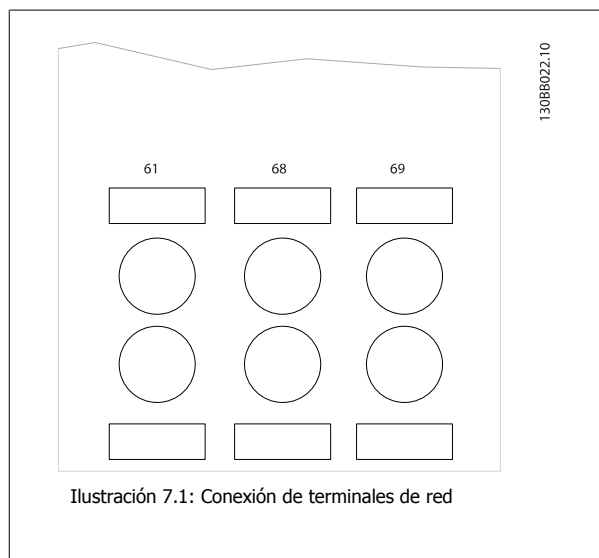 130BB022.10
61 68 69
Ilustración 7.1: Conexión de terminales de red